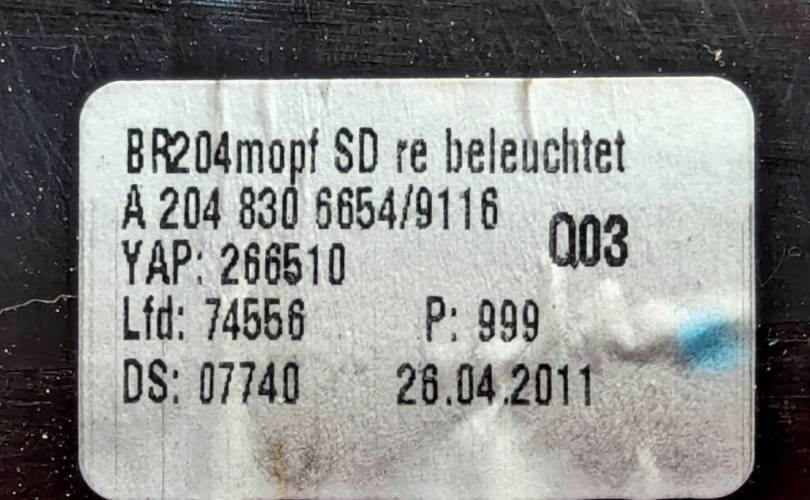 BR204mopf SD re beleuchtet
A 204 830 6654/9116
Q03
YAP: 266510
Lfd: 74556 P: 999
DS: 07740 26.04.2011